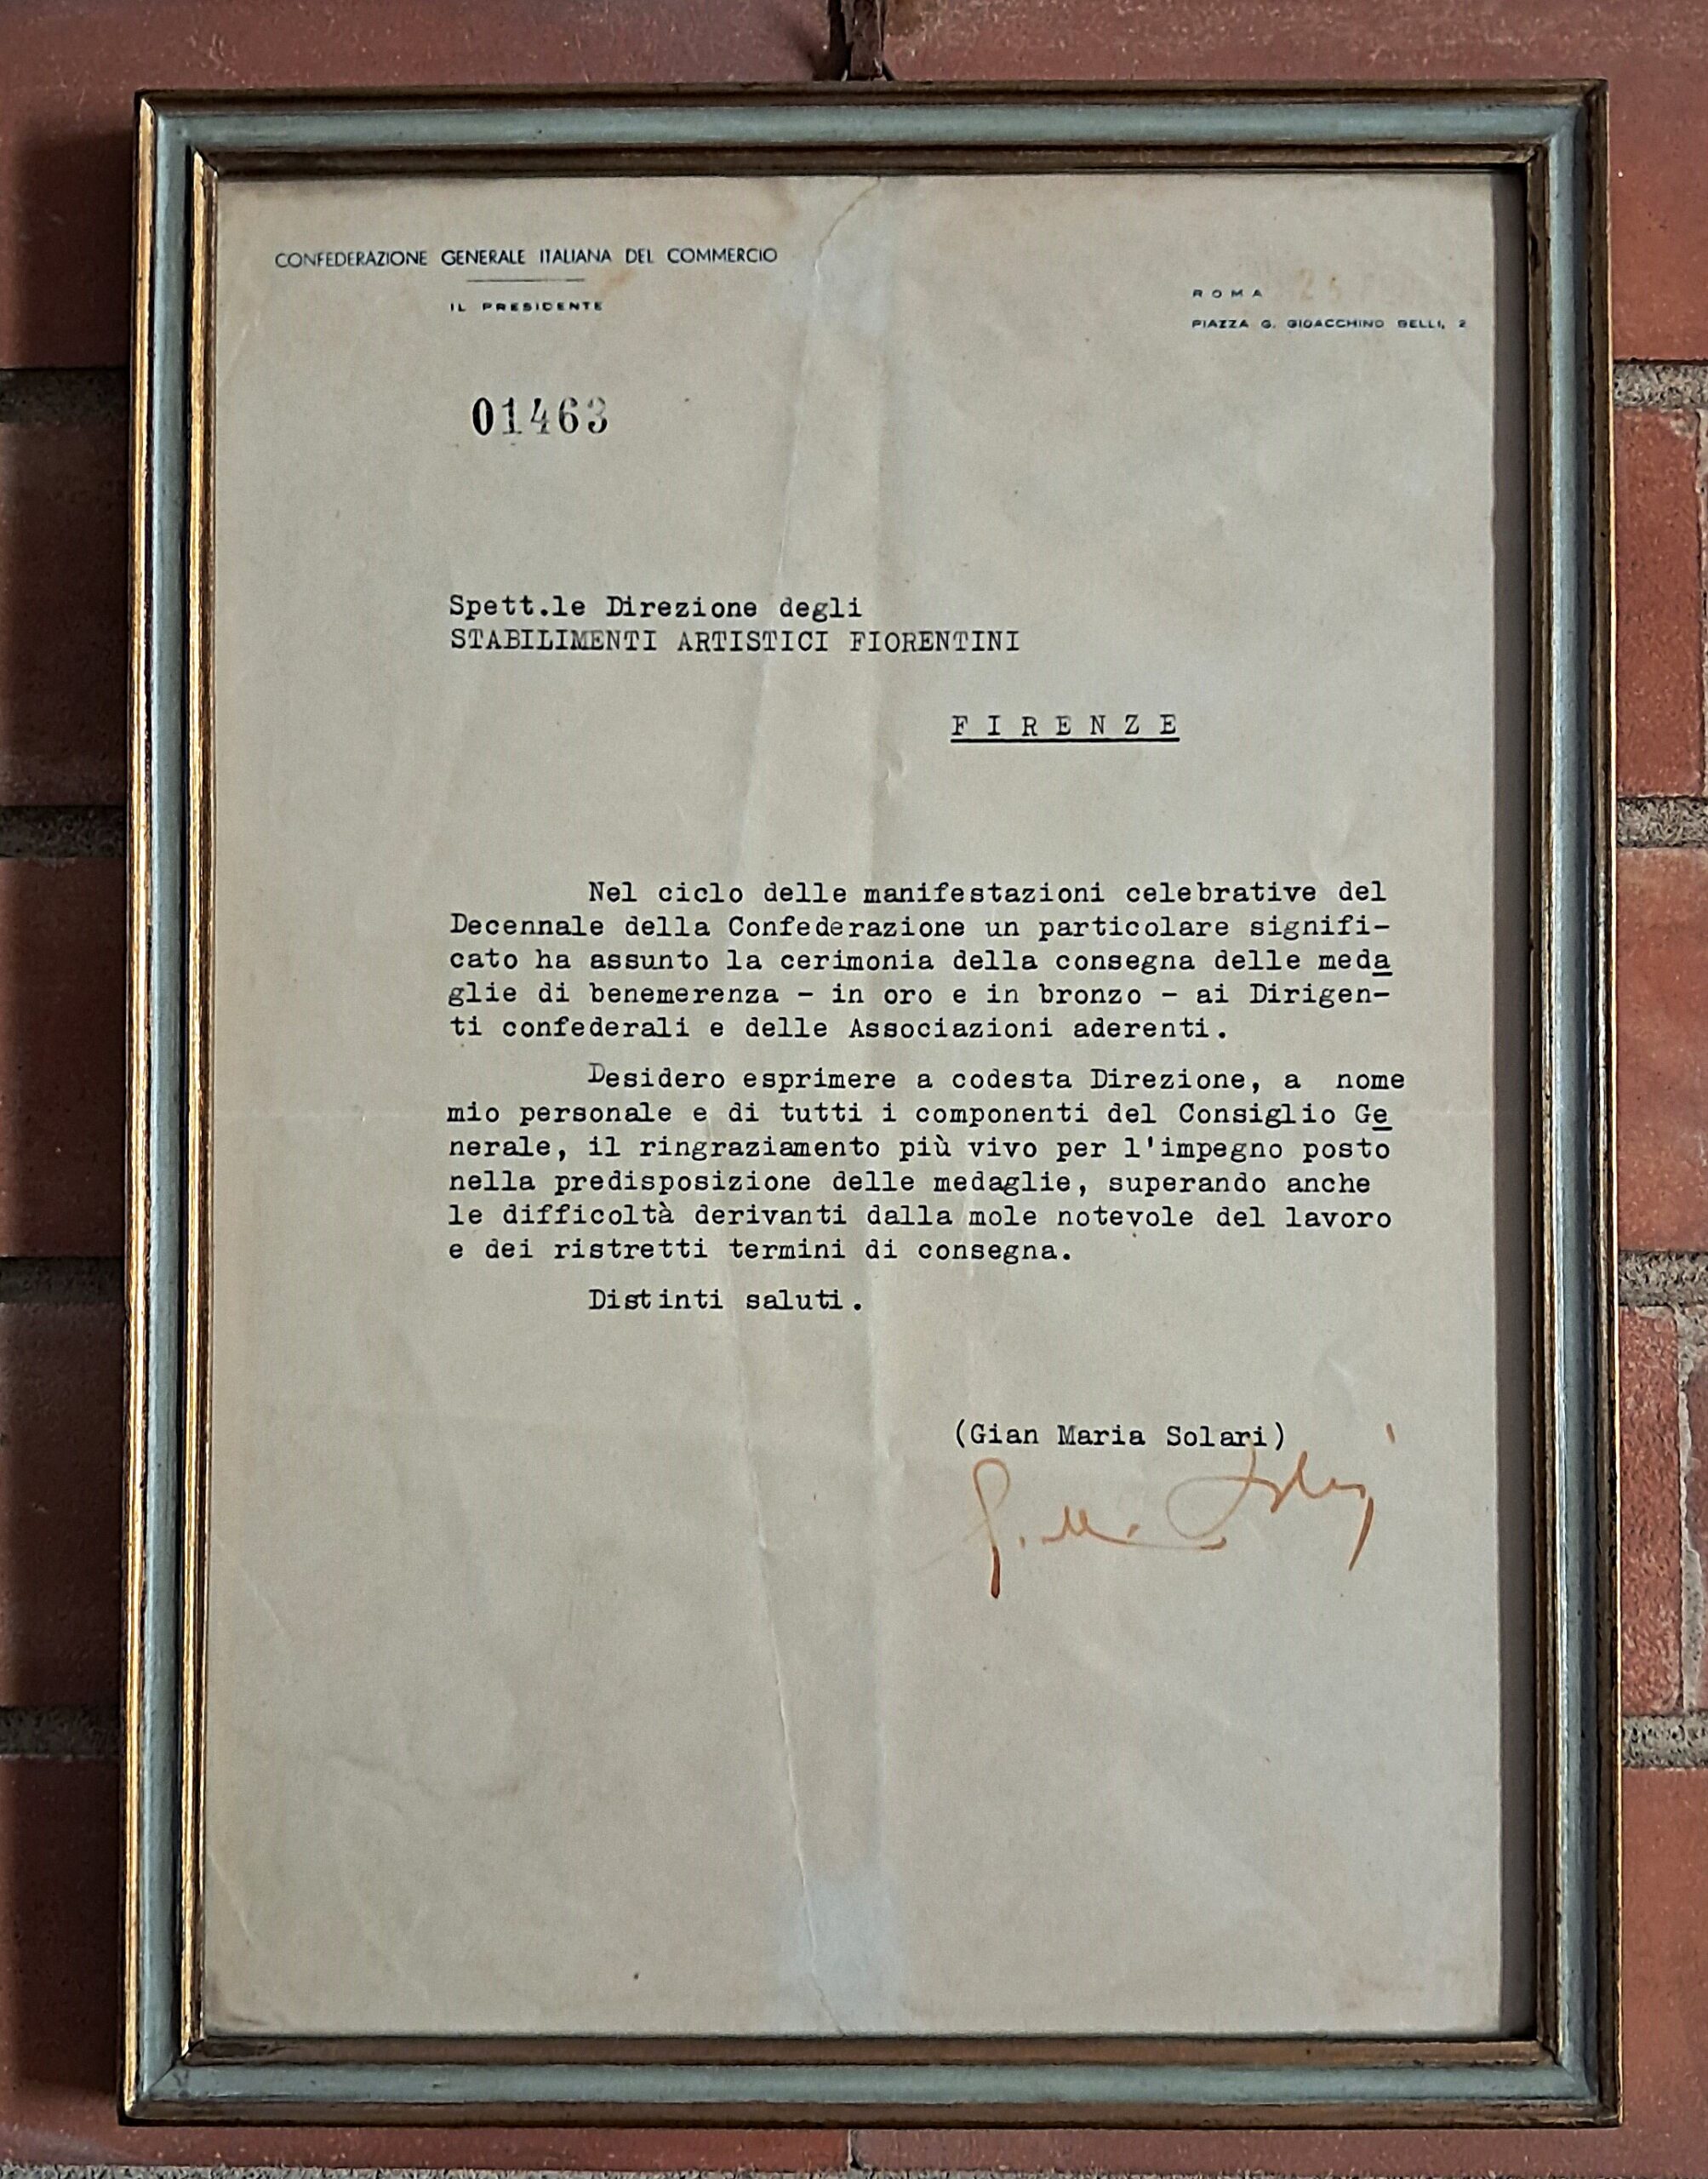 CONFEDERAZIONE GENERALE ITALIANA DEL COMMERCIO
IL PRESIDENTE
ROMA
PIAZZA G. GIOACCHINO BELLI, 2
01463
Spett.le Direzione degli
STABILIMENTI ARTISTICI FIORENTINI
FIRENZE
Nel ciclo delle manifestazioni celebrative del
Decennale della Confederazione un particolare signifi-
cato ha assunto la cerimonia della consegna delle meda
glie di benemerenza - in oro e in bronzo - ai Dirigen-
ti confederali e delle Associazioni aderenti.
Desidero esprimere a codesta Direzione, a nome
mio personale e di tutti i componenti del Consiglio Ge
nerale, il ringraziamento più vivo per l'impegno posto
nella predisposizione delle medaglie, superando anche
le difficoltà derivanti dalla mole notevole del lavoro
e dei ristretti termini di consegna.
Distinti saluti.
(Gian Maria Solari)
G. M. Solari